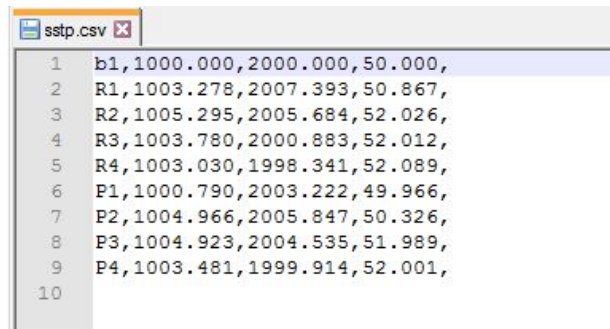 sstp.csv
1 b1,1000.000,2000.000,50.000,
2 R1,1003.278,2007.393,50.867,
3 R2,1005.295,2005.684,52.026,
4 R3,1003.780,2000.883,52.012,
5 R4,1003.030,1998.341,52.089,
6 P1,1000.790,2003.222,49.966,
7 P2,1004.966,2005.847,50.326,
8 P3,1004.923,2004.535,51.989,
9 P4,1003.481,1999.914,52.001,
10